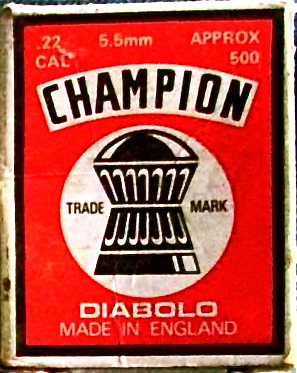 .22 5.5mm APPROX
CAL 500
CHAMPION
TRADE MARK
DIABOLO
MADE IN ENGLAND